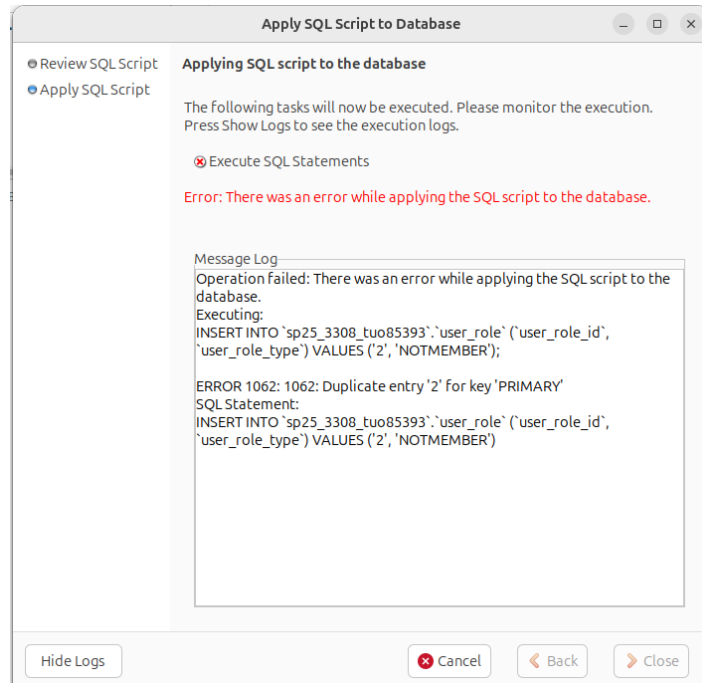 Apply SQL Script to Database
Review SQL Script
Apply SQL Script
Applying SQL script to the database
The following tasks will now be executed. Please monitor the execution.
Press Show Logs to see the execution logs.
Execute SQL Statements
Error: There was an error while applying the SQL script to the database.
Message Log
Operation failed: There was an error while applying the SQL script to the
database.
Executing:
INSERT INTO `sp25_3308_tuo85393`.`user_role` (`user_role_id`,
`user_role_type`) VALUES ('2', 'NOTMEMBER');
ERROR 1062: 1062: Duplicate entry '2' for key 'PRIMARY'
SQL Statement:
INSERT INTO `sp25_3308_tuo85393`.`user_role` (`user_role_id`,
`user_role_type`) VALUES ('2', 'NOTMEMBER')
Hide Logs
Cancel
Back
Close